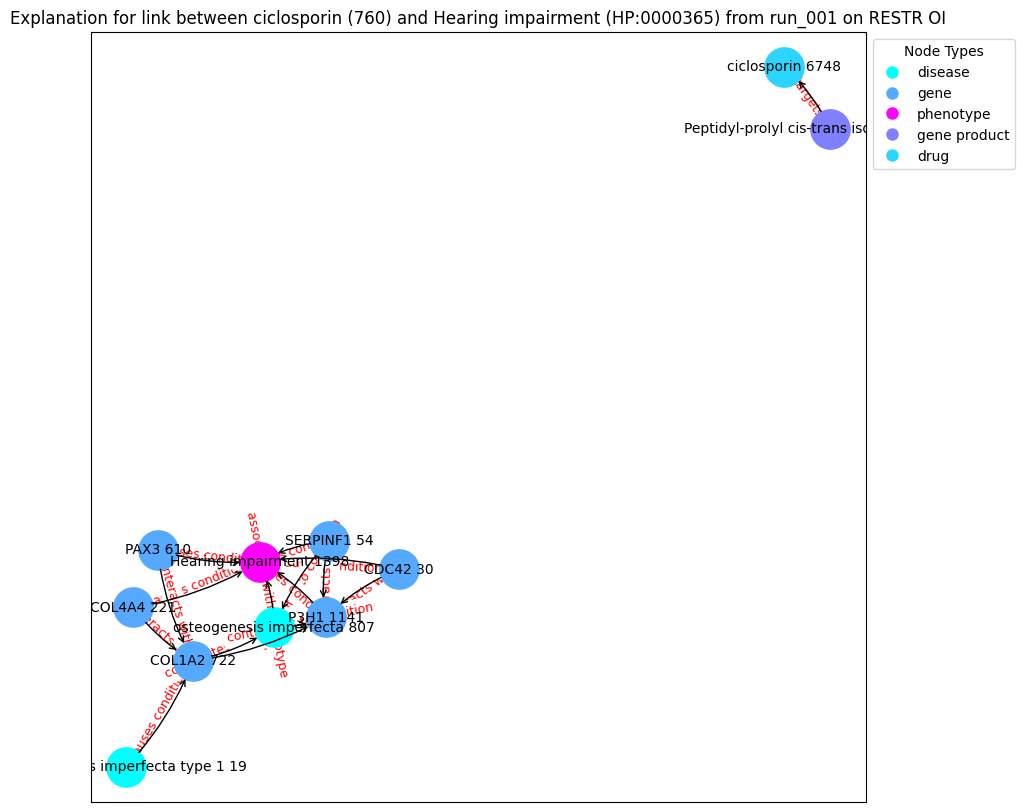 Explanation for link between ciclosporin (760) and Hearing impairment (HP:0000365) from run_001 on RESTR OI
Node Types
disease
gene
phenotype
gene product
drug
ciclosporin 6748
Peptidyl-prolyl cis-trans
SERPINF1 54
PAX3 610
Hearing impairment 1398
CDC42 30
COL4A4 221
P3H1 1141
osteogenesis imperfecta 807
COL1A2 722
imperfecta type 1 19